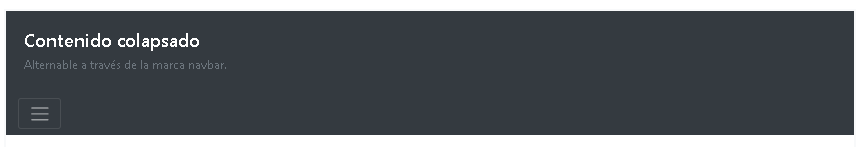 Contenido colapsado
Alternable a través de la marca navbar.